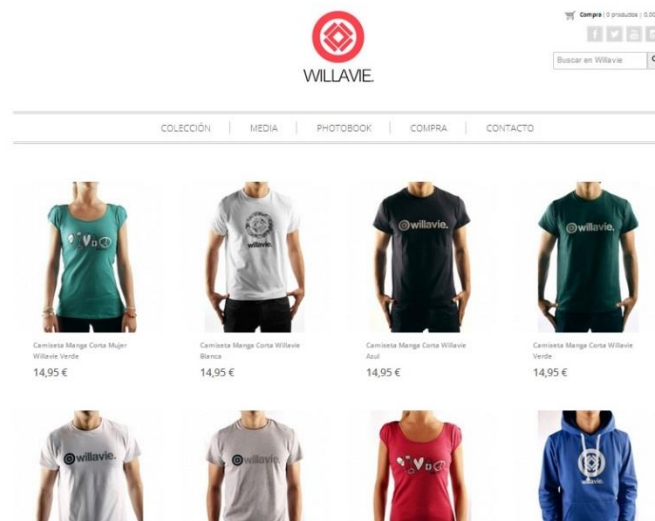 Compra | 0 productos | 0,00
WILLAVIE.
Buscar en Willavie
COLECCIÓN | MEDIA | PHOTOBOOK | COMPRA | CONTACTO
willavie.
willavie.
willavie.
Camiseta Manga Corta Mujer
Willavie Verde
14,95 €
Camiseta Manga Corta Willavie
Blanca
14,95 €
Camiseta Manga Corta Willavie
Azul
14,95 €
Camiseta Manga Corta Willavie
Verde
14,95 €
willavie.
willavie.
willavie.